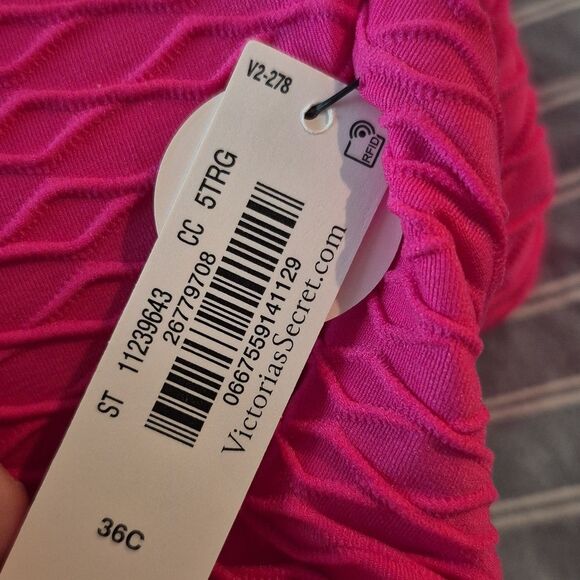 V2-278
RFID
ST 11239643
26779708 CC 5TRG
0667559141129
VictoriasSecret.com
36C